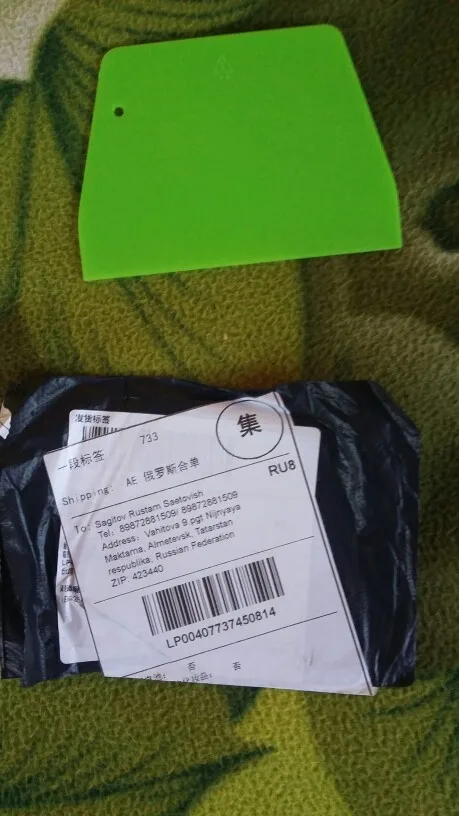 发货标签
集
一段标签
733
Shipping: AE 俄罗斯合单
RU8
To: Sagitov Rustam Saetovish
Tel: 89872881509/ 89872881509
Address: Vahitova 9 pgt Nijnyaya
Maktama, Almetevsk, Tatarstan
respublika, Russian Federation
ZIP: 423440
LP00407737450814
否 否